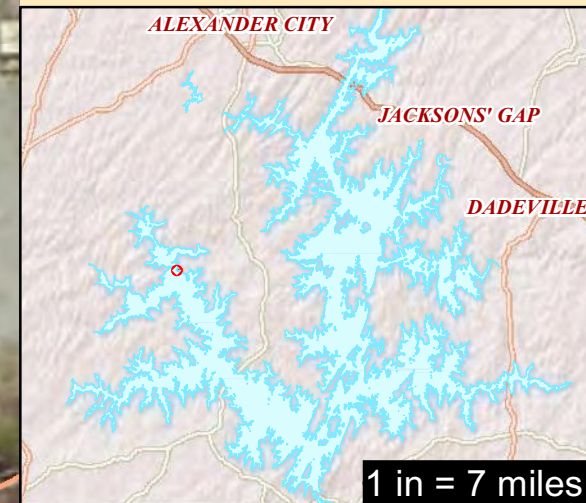 ALEXANDER CITY
JACKSONS' GAP
DADEVILLE
1 in = 7 miles